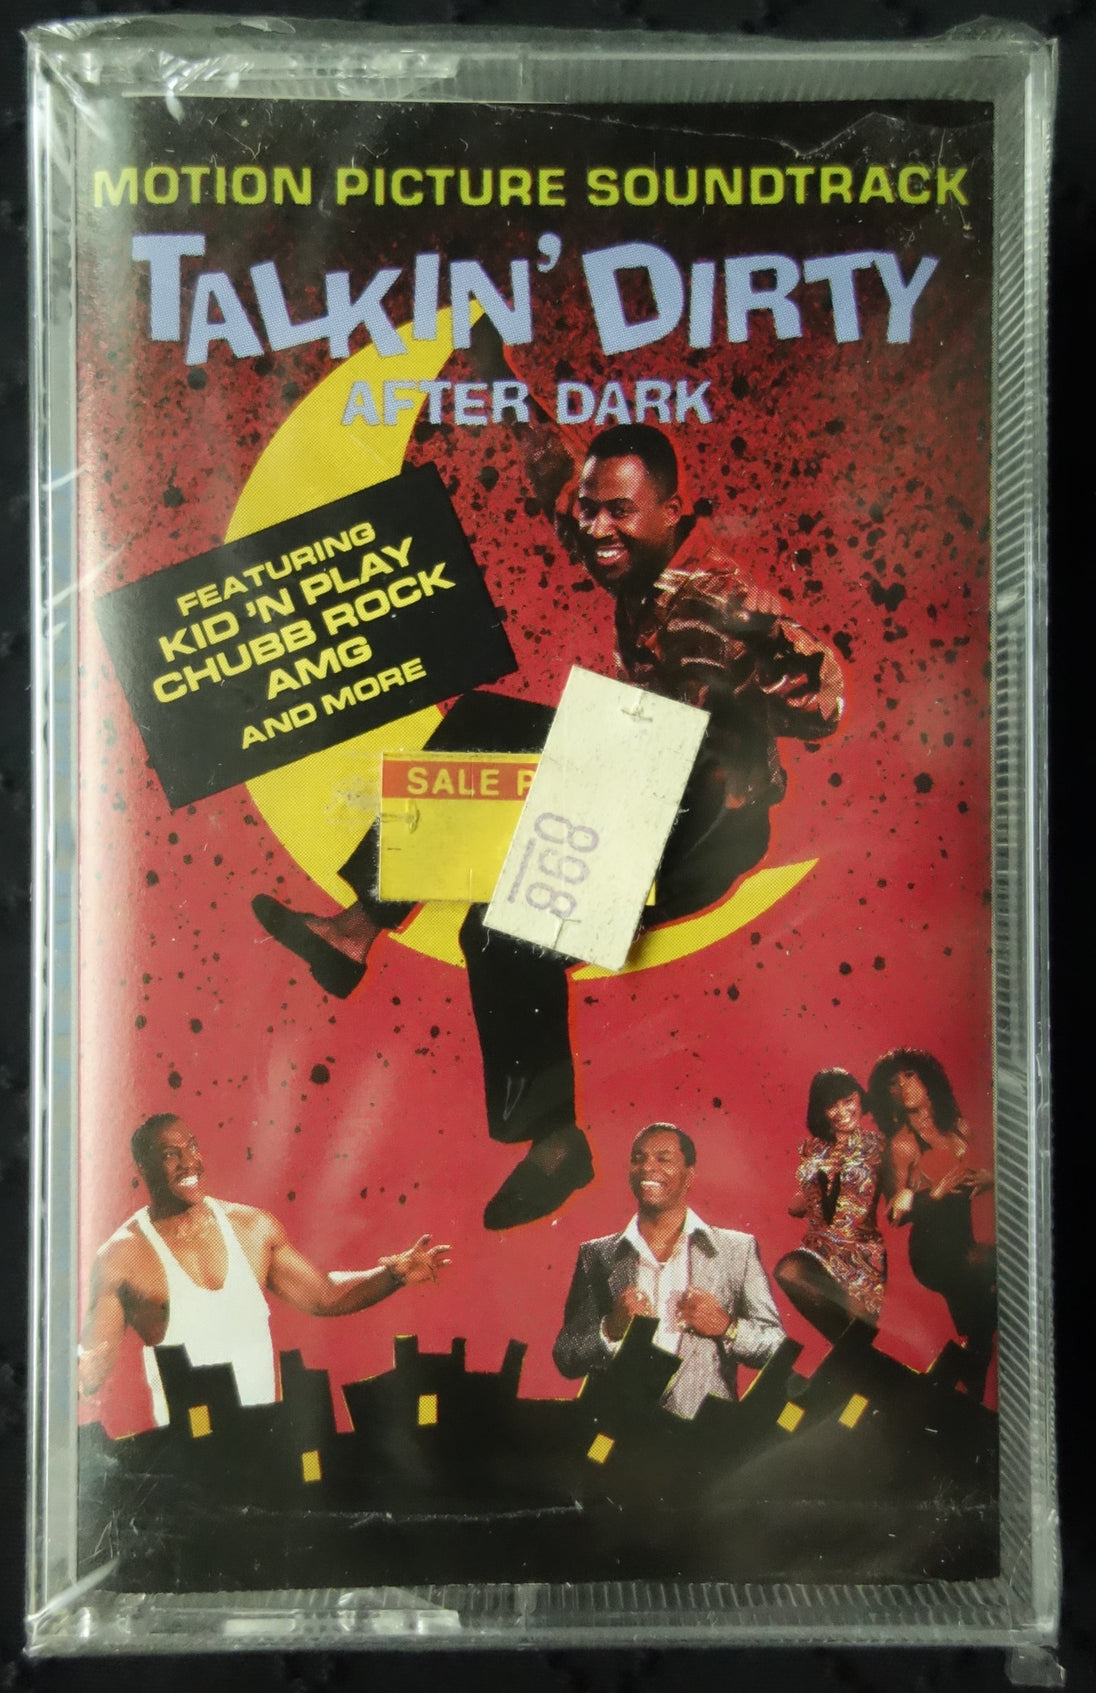 MOTION PICTURE SOUNDTRACK
TALKIN' DIRTY
AFTER DARK
FEATURING
KID 'N PLAY
CHUBB ROCK
AMG
AND MORE
SALE
898